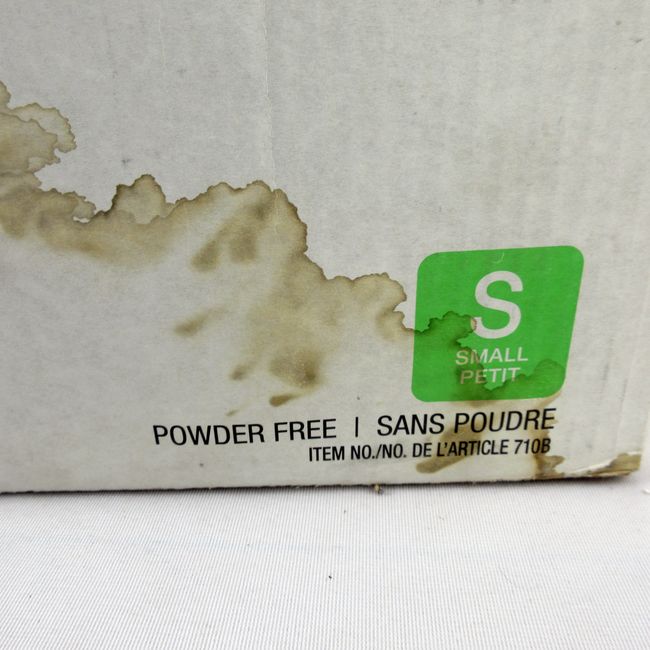 S
SMALL
PETIT
POWDER FREE | SANS POUDRE
ITEM NO./NO. DE L'ARTICLE 710B